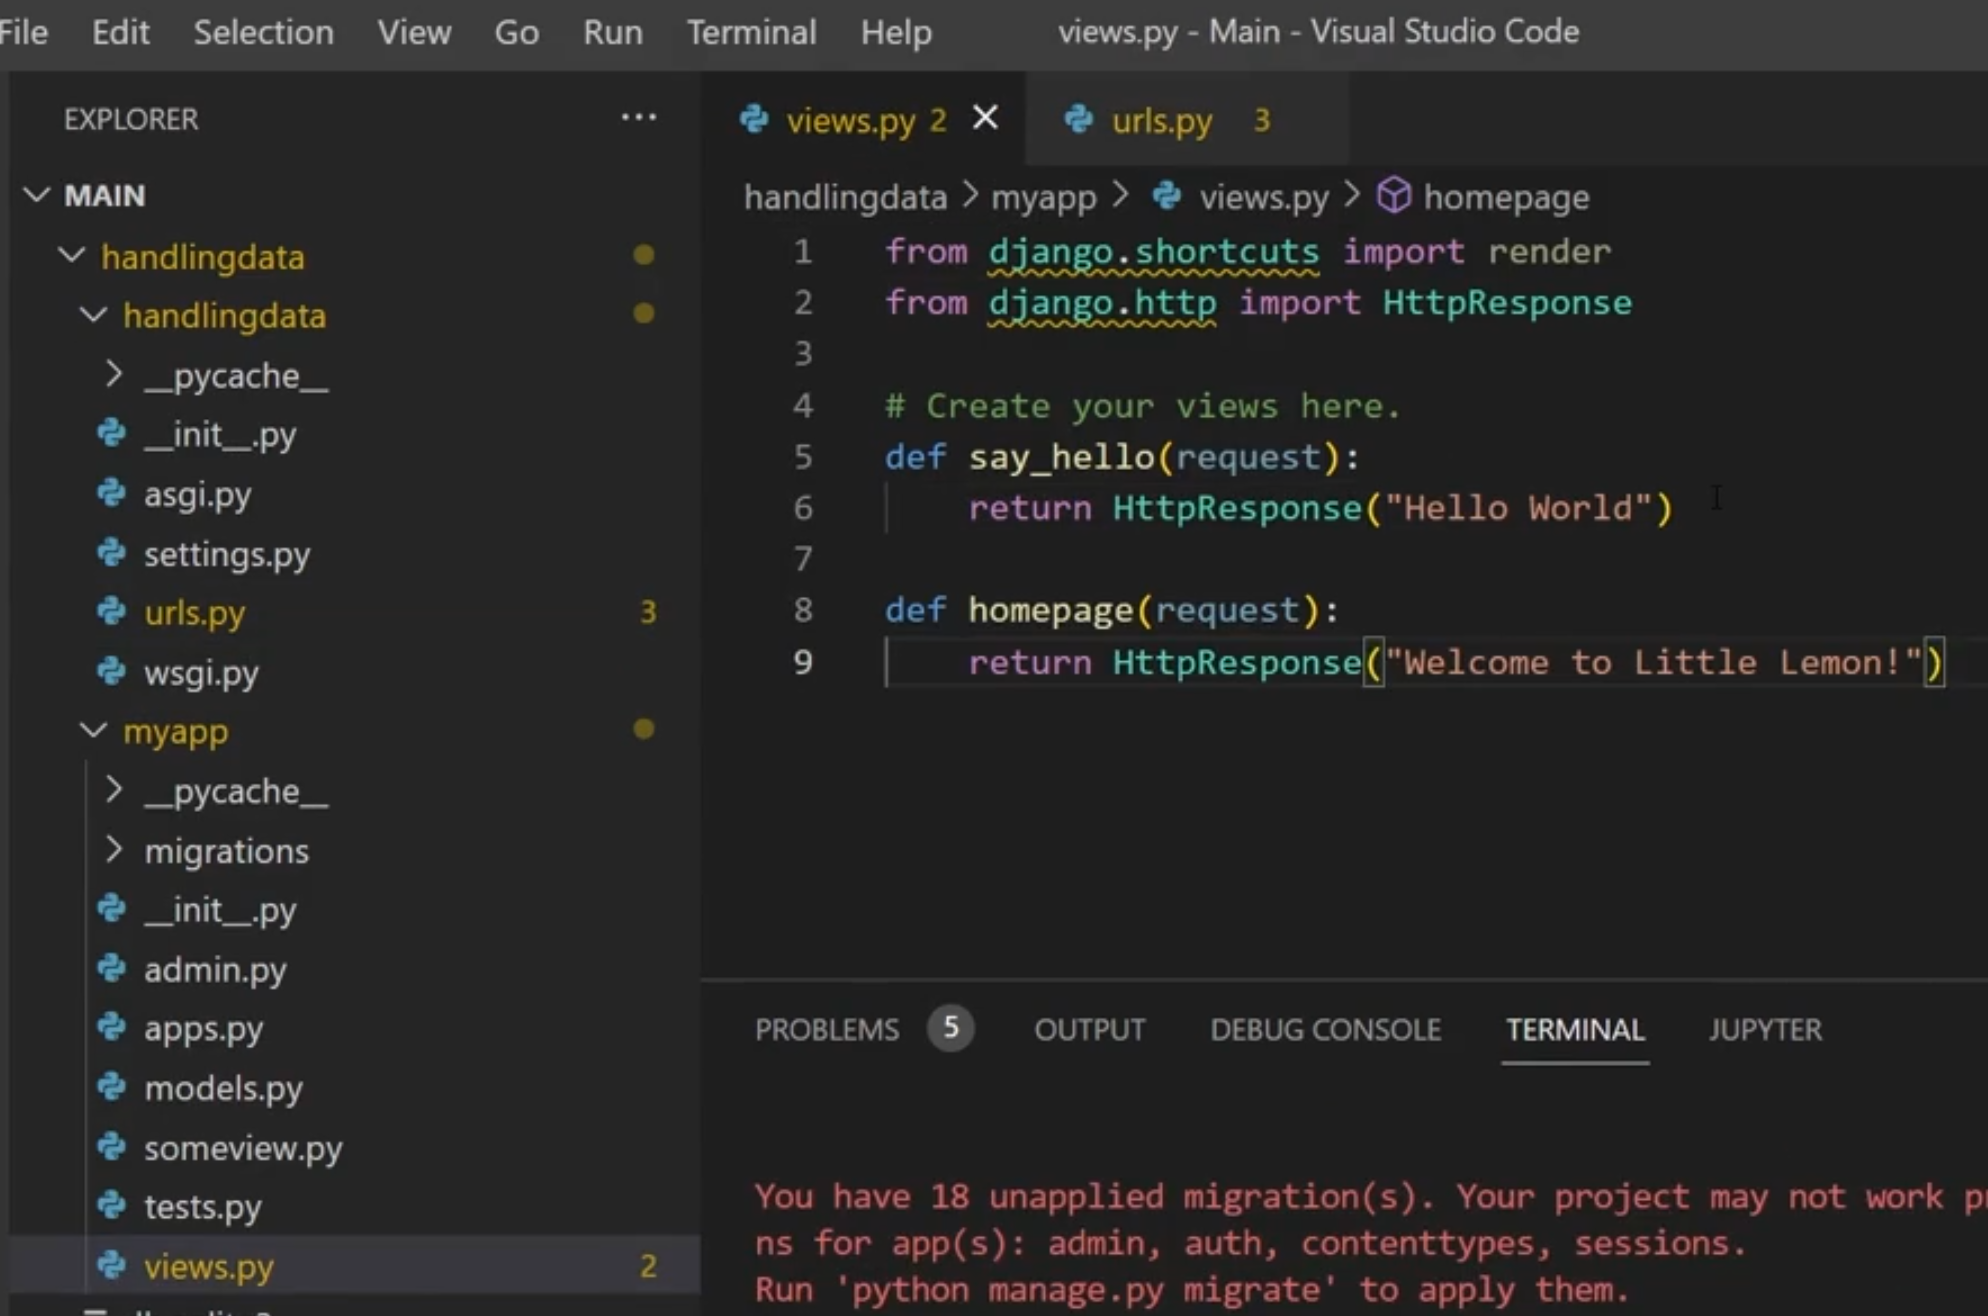 File Edit Selection View Go Run Terminal Help views.py - Main - Visual Studio Code
EXPLORER ...
MAIN
handlingdata
handlingdata
__pycache__
__init__.py
asgi.py
settings.py
urls.py 3
wsgi.py
myapp
__pycache__
migrations
__init__.py
admin.py
apps.py
models.py
someview.py
tests.py
views.py 2
views.py 2 urls.py 3
handlingdata > myapp > views.py > homepage
1 from django.shortcuts import render
2 from django.http import HttpResponse
3
4 # Create your views here.
5 def say_hello(request):
6 return HttpResponse("Hello World")
7
8 def homepage(request):
9 return HttpResponse("Welcome to Little Lemon!")
PROBLEMS 5 OUTPUT DEBUG CONSOLE TERMINAL JUPYTER
You have 18 unapplied migration(s). Your project may not work
ns for app(s): admin, auth, contenttypes, sessions.
Run 'python manage.py migrate' to apply them.